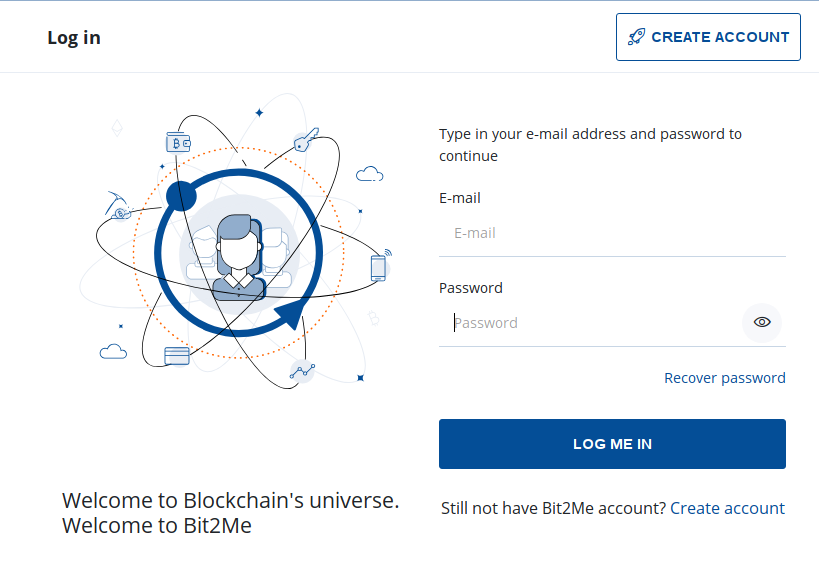 Log in
CREATE ACCOUNT
Type in your e-mail address and password to
continue
E-mail
E-mail
Password
Password
Recover password
LOG ME IN
Welcome to Blockchain's universe.
Welcome to Bit2Me
Still not have Bit2Me account? Create account